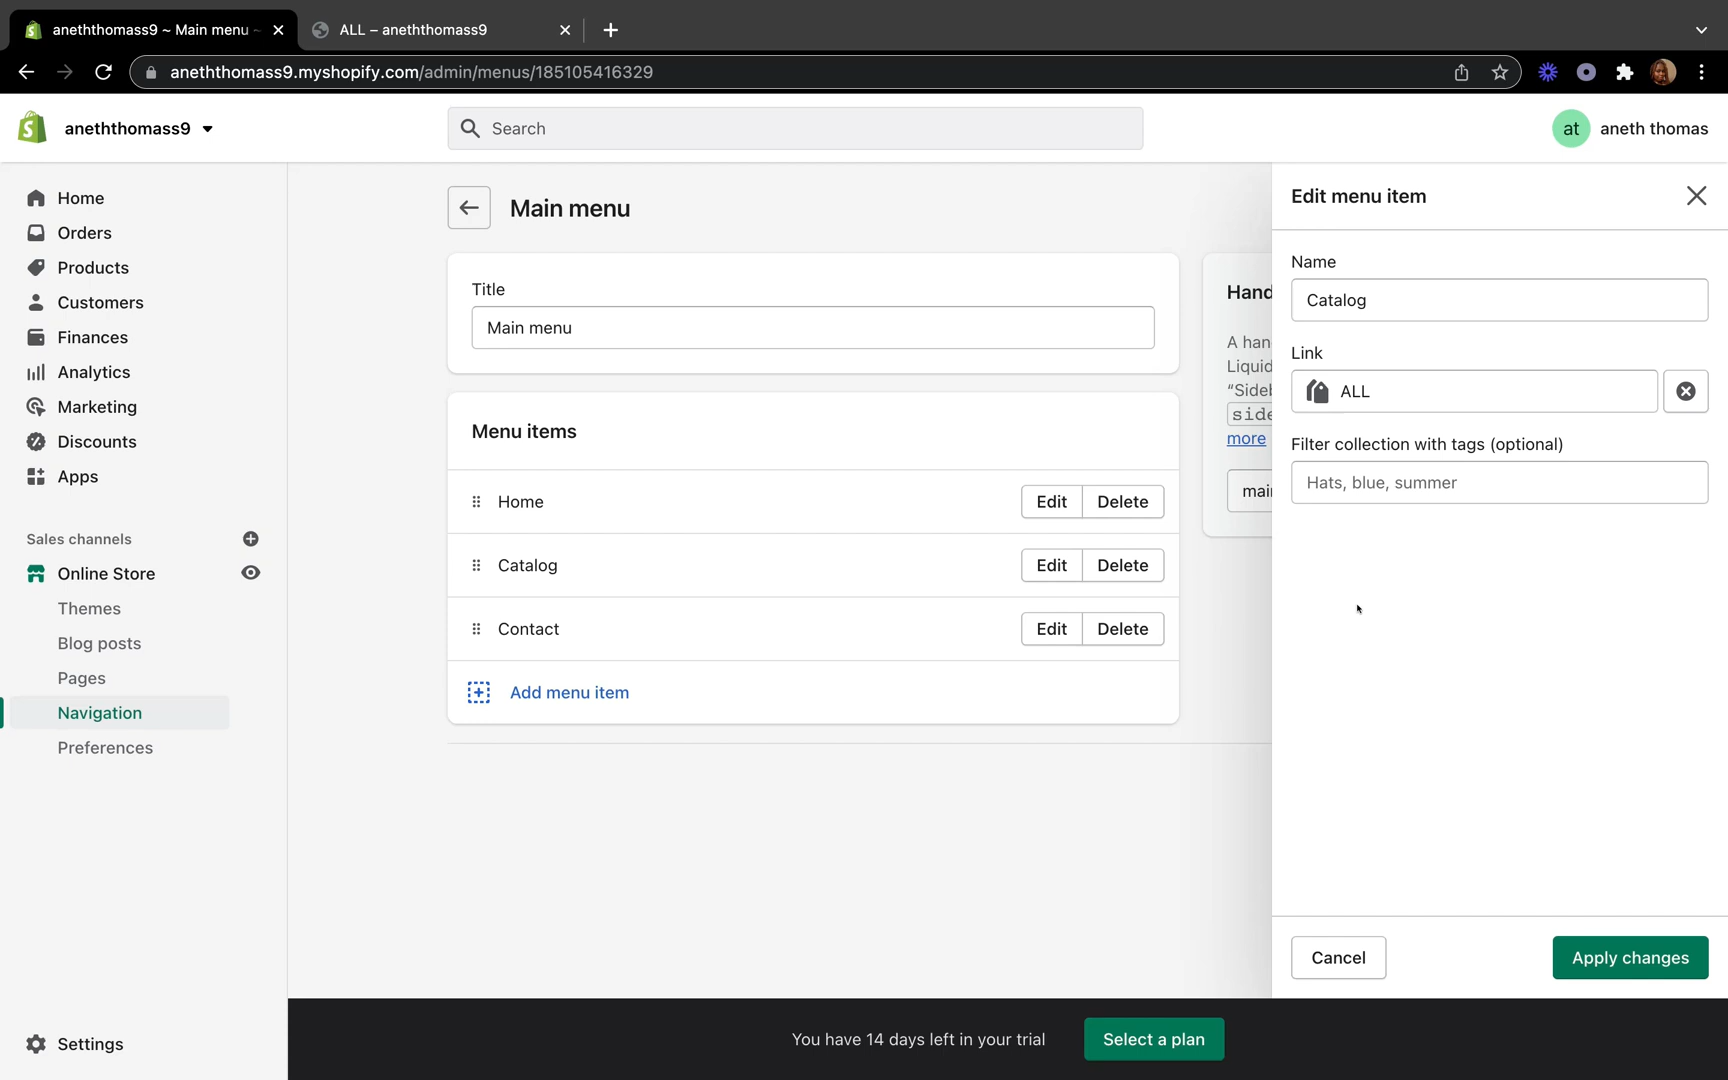 aneththomass9 ~ Main menu ~
ALL – aneththomass9
aneththomass9.myshopify.com/admin/menus/185105416329
aneththomass9
Search
at
aneth thomas
Home
Orders
Products
Customers
Finances
Analytics
Marketing
Discounts
Apps
Sales channels
Online Store
Themes
Blog posts
Pages
Navigation
Preferences
Settings
Main menu
Title
Main menu
Menu items
Home
Edit
Delete
Catalog
Edit
Delete
Contact
Edit
Delete
Add menu item
Hand
A han
Liquid
“Sideb
side
more
main
Edit menu item
Name
Catalog
Link
ALL
Filter collection with tags (optional)
Hats, blue, summer
Cancel
Apply changes
You have 14 days left in your trial
Select a plan